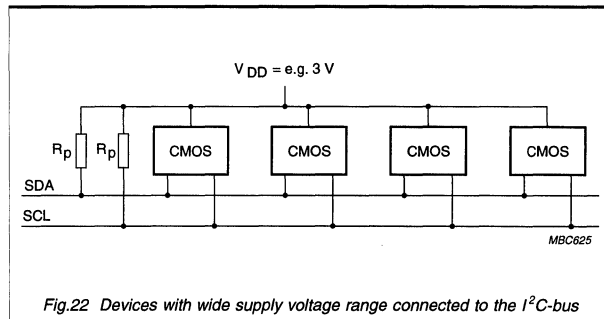 V DD = e.g. 3 V
Rp Rp CMOS CMOS CMOS CMOS
SDA
SCL
MBC625
Fig.22 Devices with wide supply voltage range connected to the I²C-bus